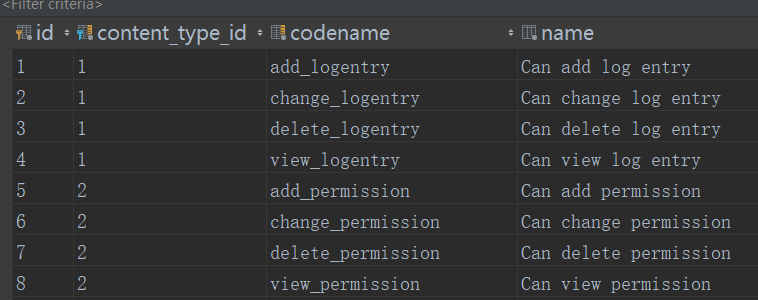 <Filter criteria>
id content_type_id codename name
1 1 add_logentry Can add log entry
2 1 change_logentry Can change log entry
3 1 delete_logentry Can delete log entry
4 1 view_logentry Can view log entry
5 2 add_permission Can add permission
6 2 change_permission Can change permission
7 2 delete_permission Can delete permission
8 2 view_permission Can view permission